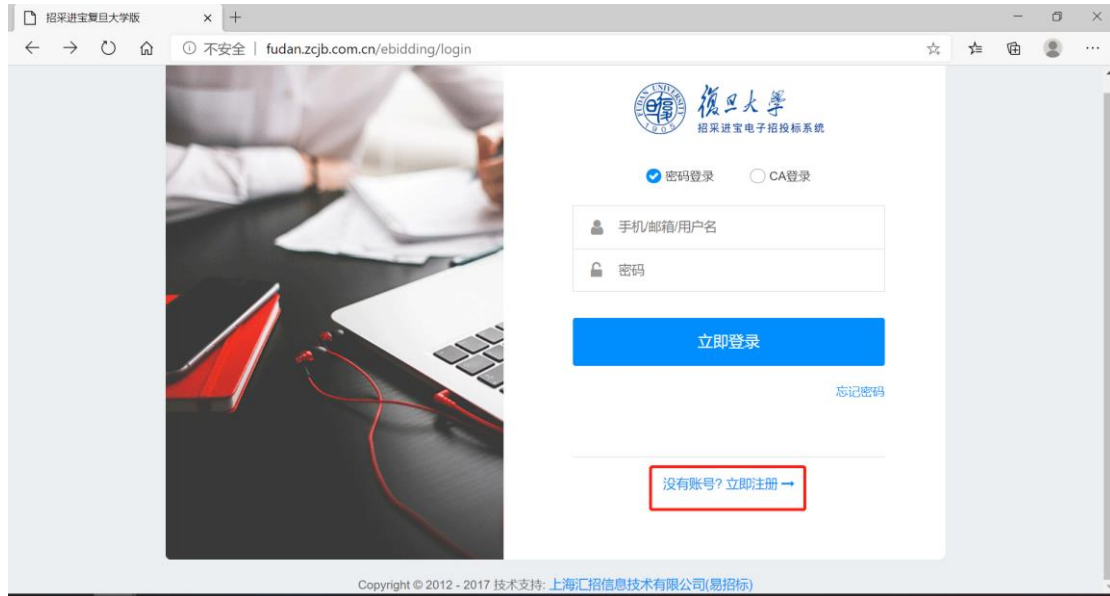 招采进宝复旦大学版
不安全 | fudan.zcjb.com.cn/ebidding/login
復旦大學
招采进宝电子招投标系统
密码登录 CA登录
手机/邮箱/用户名
密码
立即登录
忘记密码
没有账号? 立即注册 →
Copyright © 2012 - 2017 技术支持: 上海汇招信息技术有限公司(易招标)